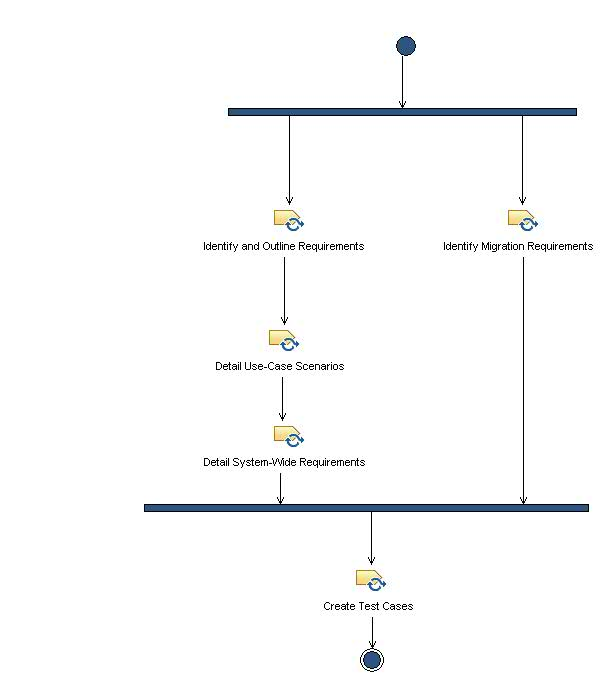 Identify and Outline Requirements
Identify Migration Requirements
Detail Use-Case Scenarios
Detail System-Wide Requirements
Create Test Cases